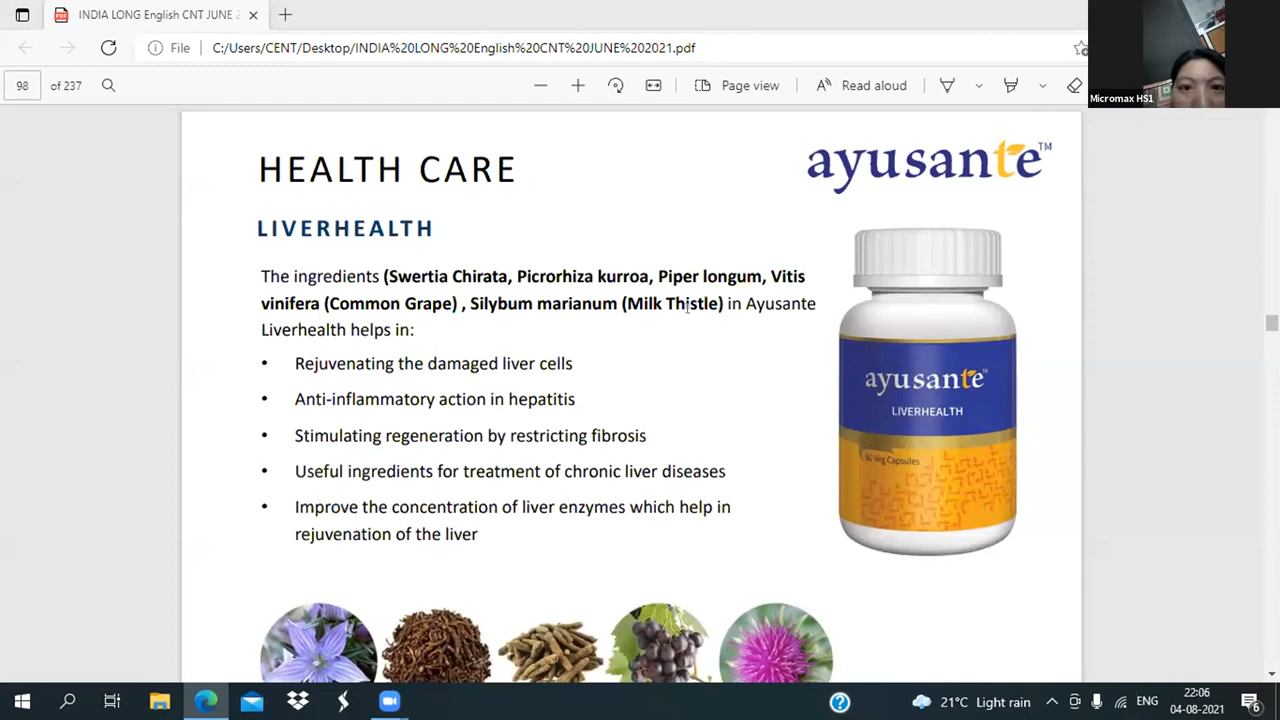 INDIA LONG English CNT JUNE 2
File C:/Users/CENT/Desktop/INDIA%20LONG%20English%20CNT%20JUNE%202021.pdf
98 of 237 Page view Read aloud
Micromax HS1
HEALTH CARE
ayusante™
LIVERHEALTH
The ingredients (Swertia Chirata, Picrorhiza kurroa, Piper longum, Vitis
vinifera (Common Grape) , Silybum marianum (Milk Thistle) in Ayusante
Liverhealth helps in:
• Rejuvenating the damaged liver cells
• Anti-inflammatory action in hepatitis
• Stimulating regeneration by restricting fibrosis
• Useful ingredients for treatment of chronic liver diseases
• Improve the concentration of liver enzymes which help in
rejuvenation of the liver
ayusante™
LIVERHEALTH
60 Veg Capsules
21°C Light rain ENG
22:06
04-08-2021
6